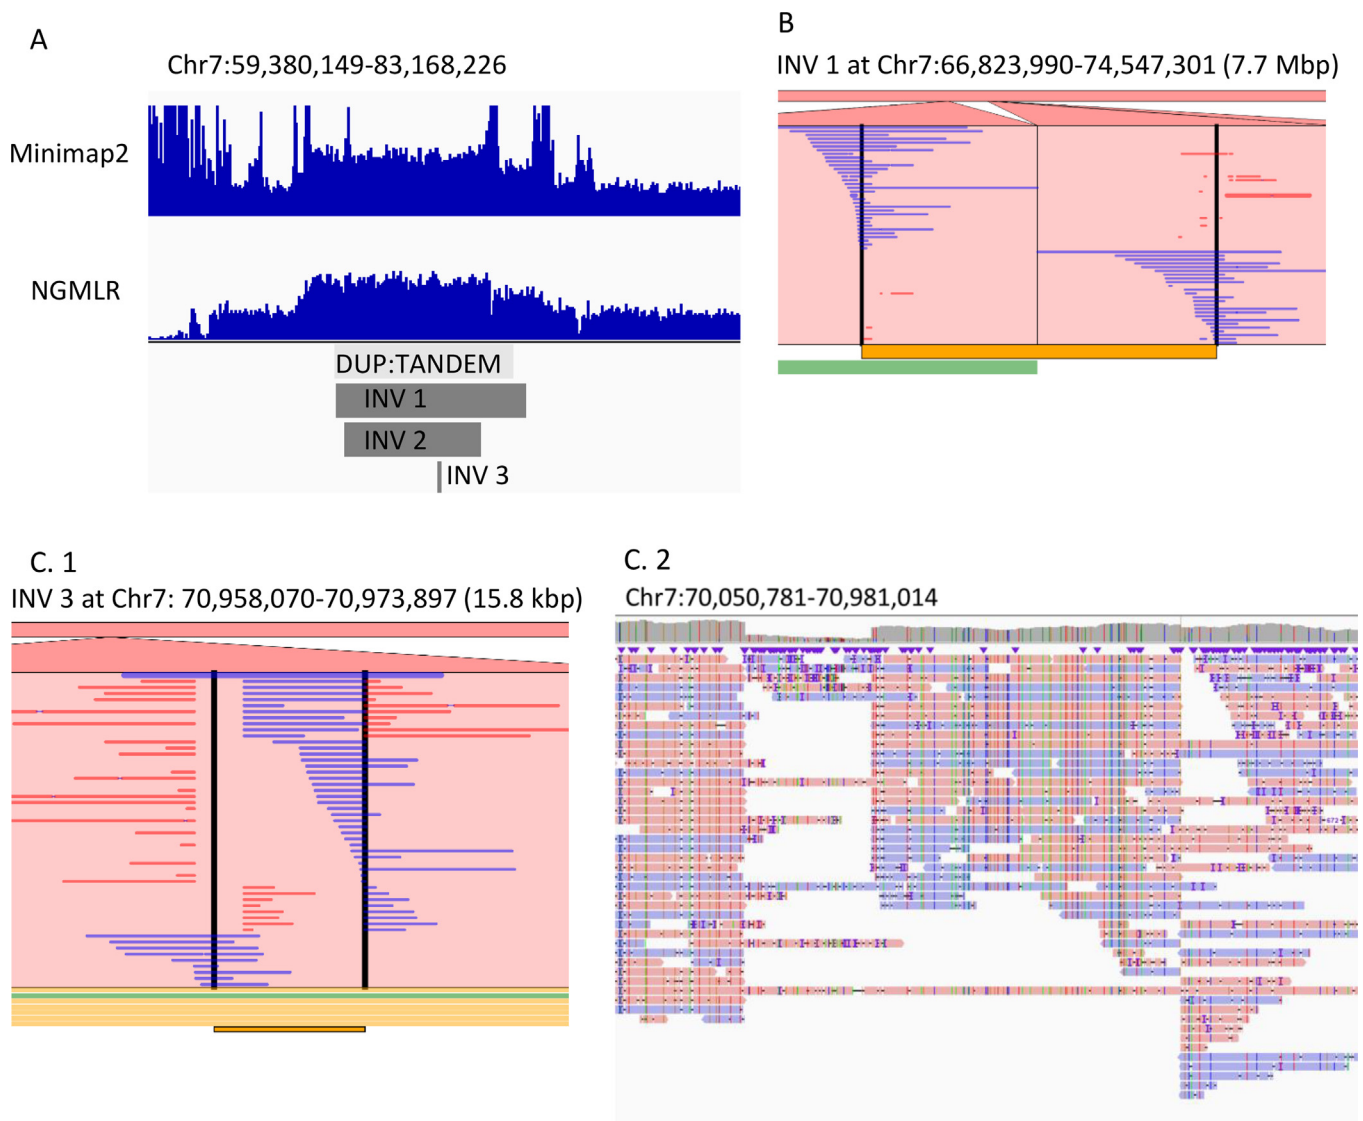 A
Chr7:59,380,149-83,168,226
Minimap2
NGMLR
DUP:TANDEM
INV 1
INV 2
INV 3
B
INV 1 at Chr7:66,823,990-74,547,301 (7.7 Mbp)
C. 1
INV 3 at Chr7: 70,958,070-70,973,897 (15.8 kbp)
C. 2
Chr7:70,050,781-70,981,014
672